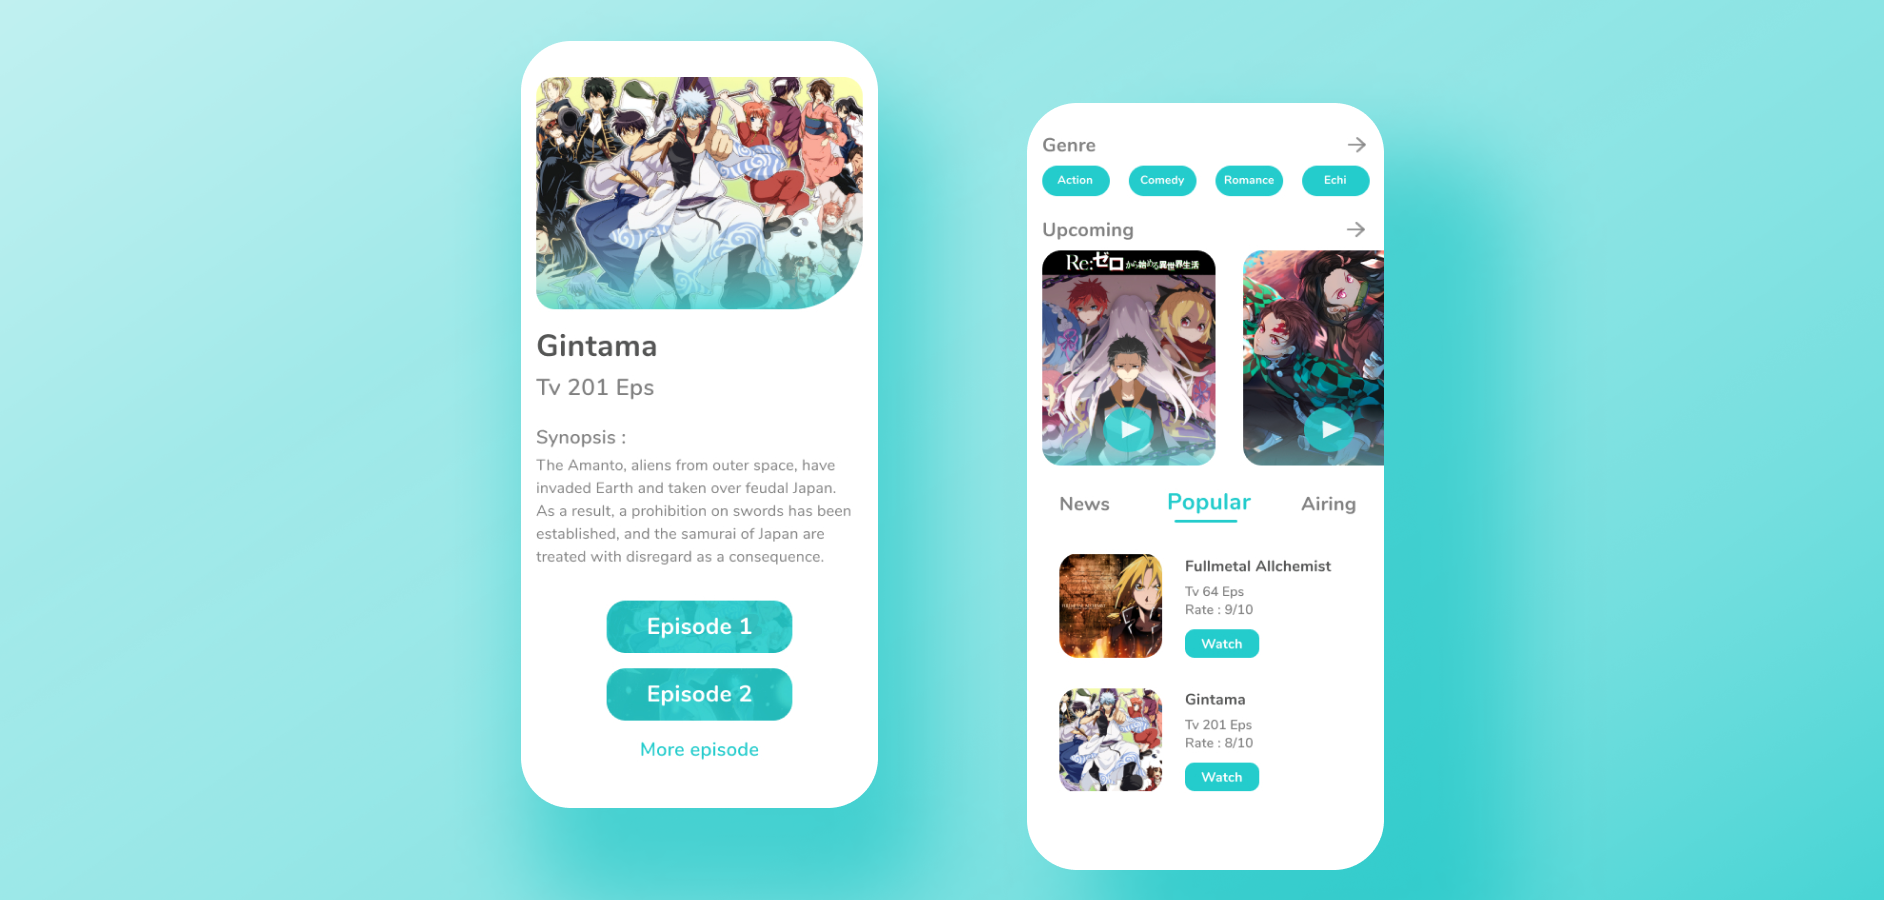 Gintama
Tv 201 Eps
Synopsis :
The Amanto, aliens from outer space, have
invaded Earth and taken over feudal Japan.
As a result, a prohibition on swords has been
established, and the samurai of Japan are
treated with disregard as a consequence.
Episode 1
Episode 2
More episode
Genre
Action Comedy Romance Echi
Upcoming
Re:ゼロから始める異世界生活
News Popular Airing
Fullmetal Allchemist
Tv 64 Eps
Rate : 9/10
Watch
Gintama
Tv 201 Eps
Rate : 8/10
Watch